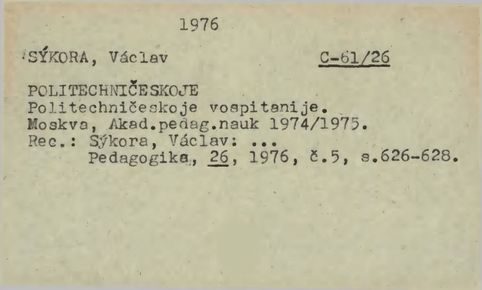 1976
SÝKORA, Václav C-61/26
POLITECHNIČESKOJE
Politechničeskoje vospitanije.
Moskva, Akad.pedag.nauk 1974/1975.
Rec.: Sýkora, Václav: ...
Pedagogika, 26, 1976, č.5, s.626-628.